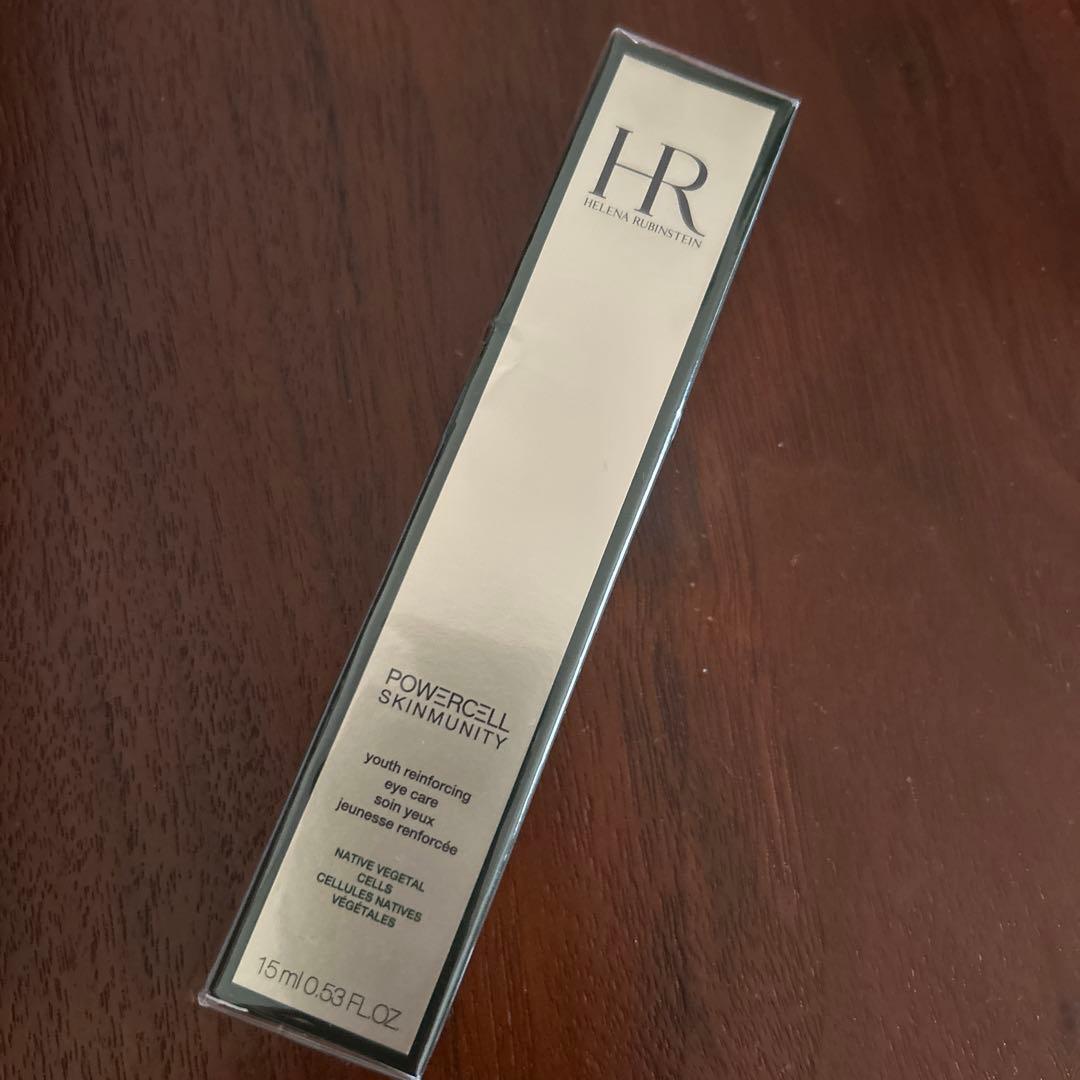 HR
HELENA RUBINSTEIN
POWERCELL
SKINMUNITY
youth reinforcing
eye care
soin yeux
jeunesse renforcée
NATIVE VEGETAL
CELLS
CELLULES NATIVES
VÉGÉTALES
15 ml 0.53 FL.OZ